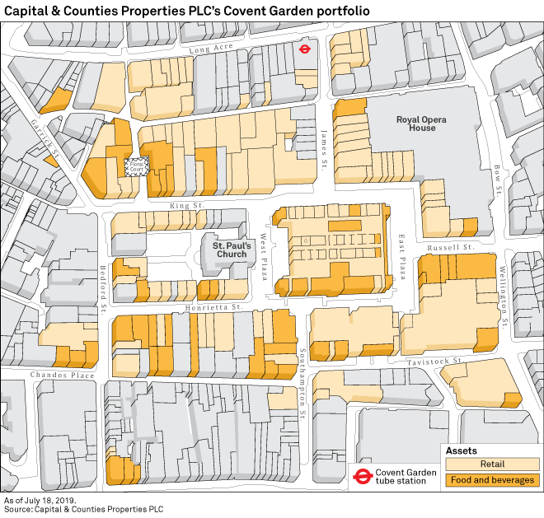 Capital & Counties Properties PLC's Covent Garden portfolio
Long Acre
Garrick St.
Floral
Court
James St.
Royal Opera
House
Bow St.
King St.
St. Paul's
Church
West Plaza
East Plaza
Russell St.
Bedford St.
Henrietta St.
Wellington St.
Southampton St.
Tavistock St.
Chandos Place
Covent Garden
tube station
Assets
Retail
Food and beverages
As of July 18, 2019.
Source: Capital & Counties Properties PLC